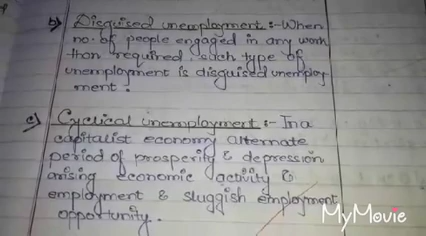 b) Disguised unemployment :- When
no. of people engaged in any work
than required. such type of
unemployment is disguised unemploy
ment.
c) Cyclical unemployment :- In a
capitalist economy alternate
period of prosperity & depression
arising economic activity &
employment & sluggish employment
opportunity.
MyMovie